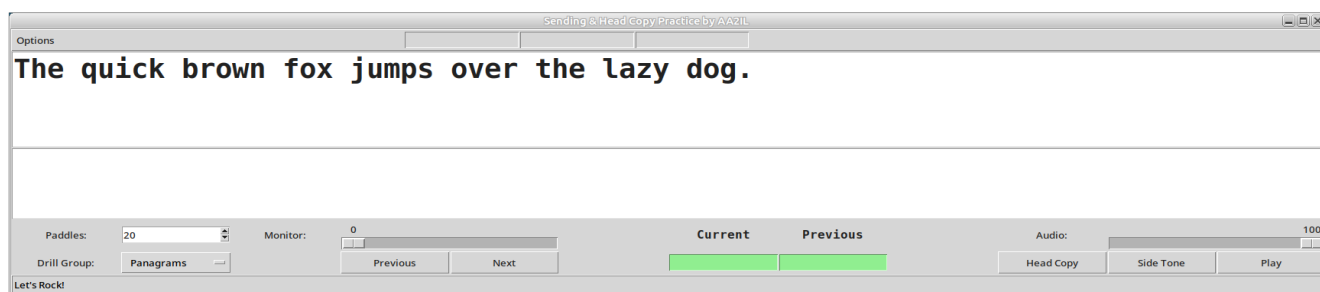 Sending & Head Copy Practice by AA2IL
Options
The quick brown fox jumps over the lazy dog.
Paddles: 20 Monitor: 0 Current Previous Audio: 100
Drill Group: Panagrams Previous Next Head Copy Side Tone Play
Let's Rock!